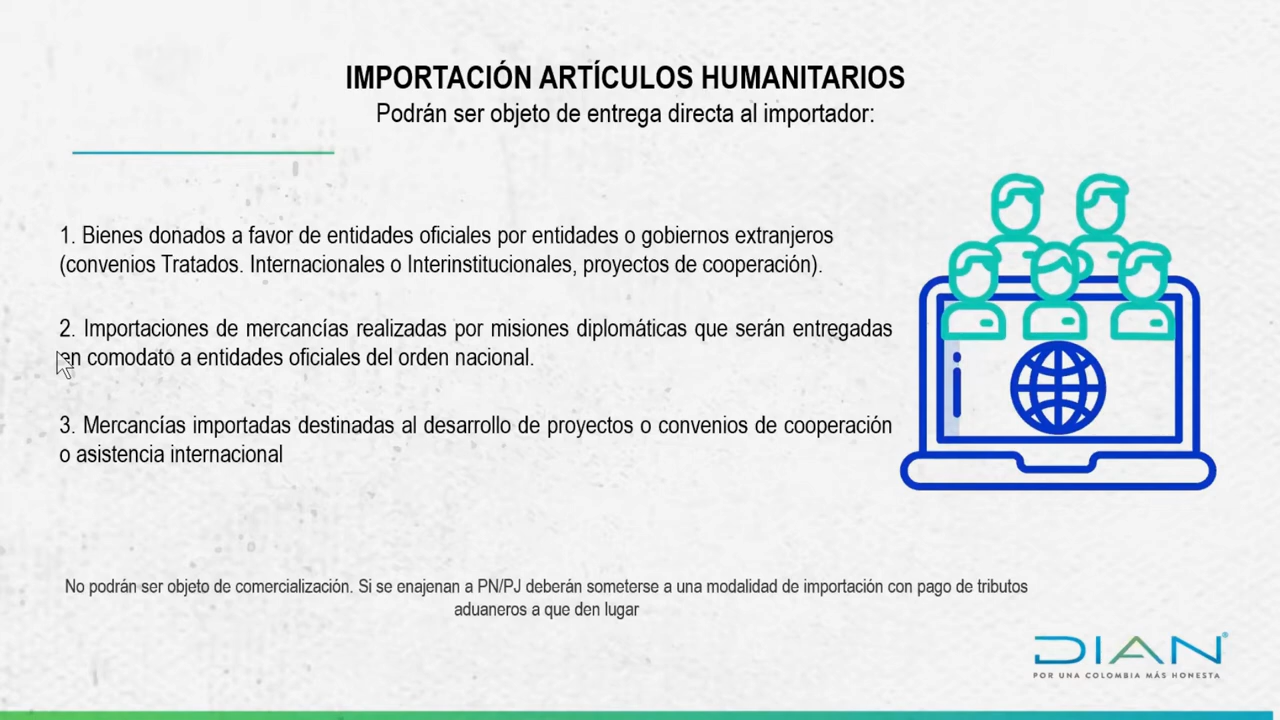 IMPORTACIÓN ARTÍCULOS HUMANITARIOS
Podrán ser objeto de entrega directa al importador:
1. Bienes donados a favor de entidades oficiales por entidades o gobiernos extranjeros
(convenios Tratados. Internacionales o Interinstitucionales, proyectos de cooperación).
2. Importaciones de mercancías realizadas por misiones diplomáticas que serán entregadas
en comodato a entidades oficiales del orden nacional.
3. Mercancías importadas destinadas al desarrollo de proyectos o convenios de cooperación
o asistencia internacional
No podrán ser objeto de comercialización. Si se enajenan a PN/PJ deberán someterse a una modalidad de importación con pago de tributos
aduaneros a que den lugar
DIAN®
POR UNA COLOMBIA MÁS HONESTA